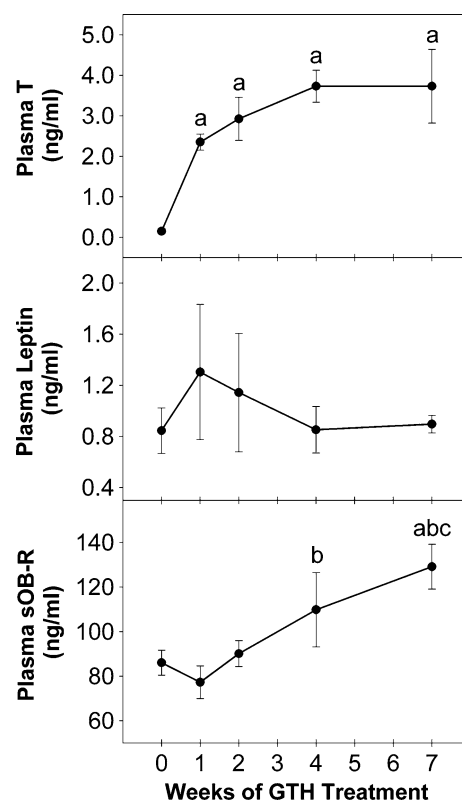 Plasma T
(ng/ml)
5.0
4.0
3.0
2.0
1.0
0.0
a
a
a
a
Plasma Leptin
(ng/ml)
2.0
1.6
1.2
0.8
0.4
Plasma sOB-R
(ng/ml)
140
120
100
80
60
b
abc
0 1 2 4 5 6 7
Weeks of GTH Treatment